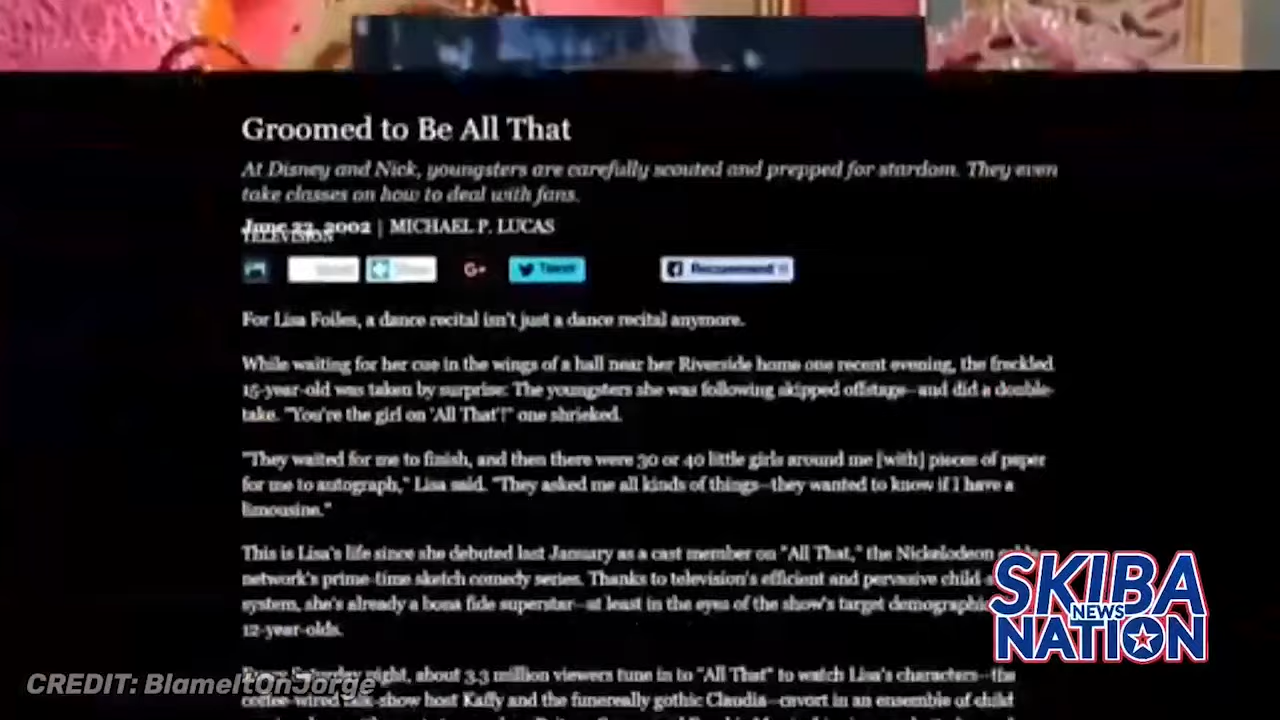 Groomed to Be All That
At Disney and Nick, youngsters are carefully scouted and prepped for stardom. They even
take classes on how to deal with fans.
June 23, 2002 | MICHAEL P. LUCAS
TELEVISION
G+ Tweet Recommend
For Lisa Foiles, a dance recital isn't just a dance recital anymore.
While waiting for her cue in the wings of a hall near her Riverside home one recent evening, the freckled
15-year-old was taken by surprise: The youngsters she was following skipped offstage--and did a double-
take. "You're the girl on 'All That'!" one shrieked.
"They waited for me to finish, and then there were 30 or 40 little girls around me [with] pieces of paper
for me to autograph," Lisa said. "They asked me all kinds of things--they wanted to know if I have a
limousine."
This is Lisa's life since she debuted last January as a cast member on "All That," the Nickelodeon
network's prime-time sketch comedy series. Thanks to television's efficient and pervasive child
system, she's already a bona fide superstar--at least in the eyes of the show's target demographic
12-year-olds.
Every Saturday night, about 3.3 million viewers tune in to "All That" to watch Lisa's characters--the
coffee-wired talk-show host Kaffy and the funereally gothic Claudia--cavort in an ensemble of child
SKIBA
NEWS
NATION
CREDIT: BlameItOnJorge